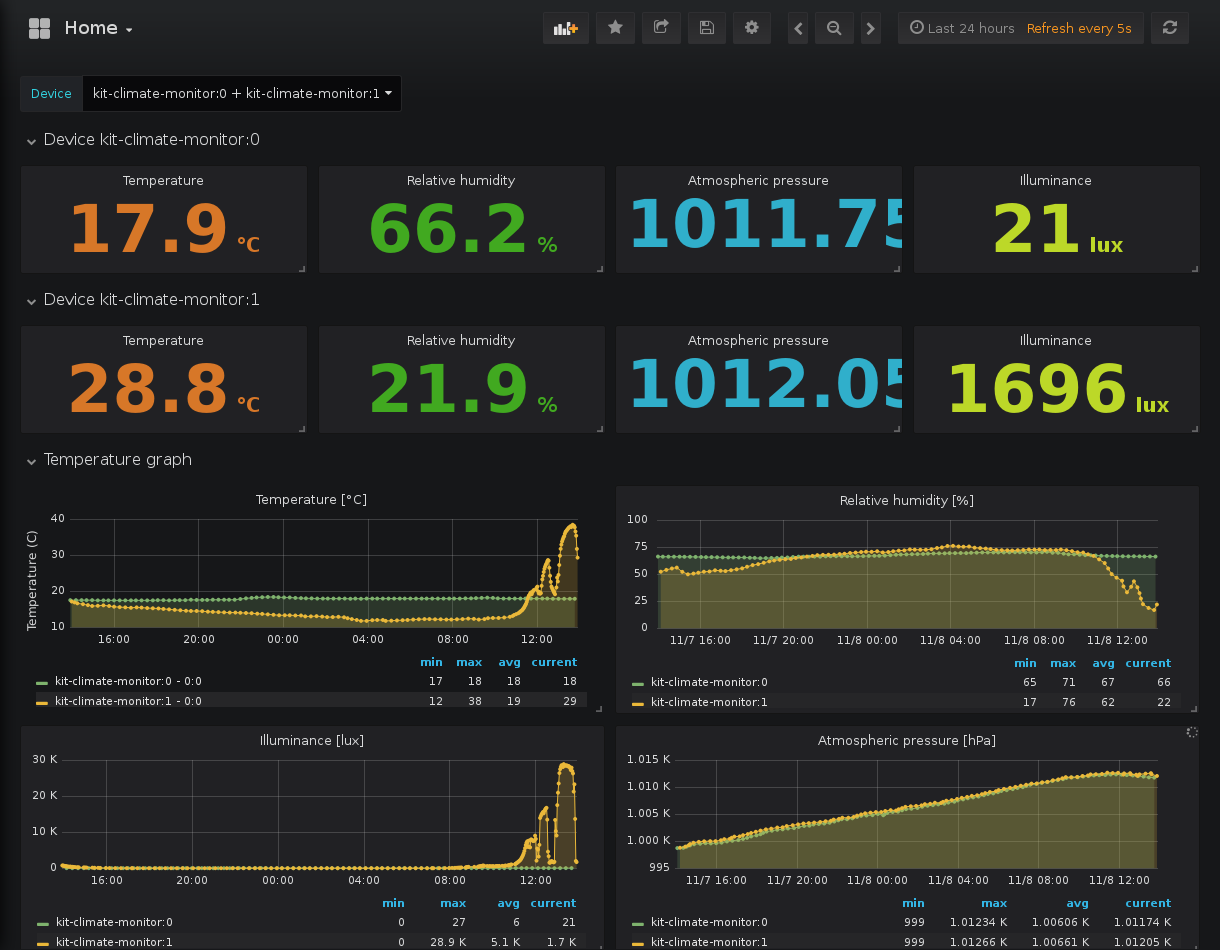 Home
Last 24 hours Refresh every 5s
Device kit-climate-monitor:0 + kit-climate-monitor:1
Device kit-climate-monitor:0
Temperature Relative humidity Atmospheric pressure Illuminance
17.9 °C 66.2 % 1011.75 21 lux
Device kit-climate-monitor:1
Temperature Relative humidity Atmospheric pressure Illuminance
28.8 °C 21.9 % 1012.05 1696 lux
Temperature graph
Temperature [°C]
Temperature (C)
40
30
20
10
16:00 20:00 00:00 04:00 08:00 12:00
min max avg current
kit-climate-monitor:0 - 0:0 17 18 18 18
kit-climate-monitor:1 - 0:0 12 38 19 29
Relative humidity [%]
100
75
50
25
0
11/7 16:00 11/7 20:00 11/8 00:00 11/8 04:00 11/8 08:00 11/8 12:00
min max avg current
kit-climate-monitor:0 65 71 67 66
kit-climate-monitor:1 17 76 62 22
Illuminance [lux]
30 K
20 K
10 K
0
16:00 20:00 00:00 04:00 08:00 12:00
min max avg current
kit-climate-monitor:0 0 27 6 21
kit-climate-monitor:1 0 28.9 K 5.1 K 1.7 K
Atmospheric pressure [hPa]
1.015 K
1.010 K
1.005 K
1.000 K
995
11/7 16:00 11/7 20:00 11/8 00:00 11/8 04:00 11/8 08:00 11/8 12:00
min max avg current
kit-climate-monitor:0 999 1.01234 K 1.00606 K 1.01174 K
kit-climate-monitor:1 999 1.01266 K 1.00661 K 1.01205 K